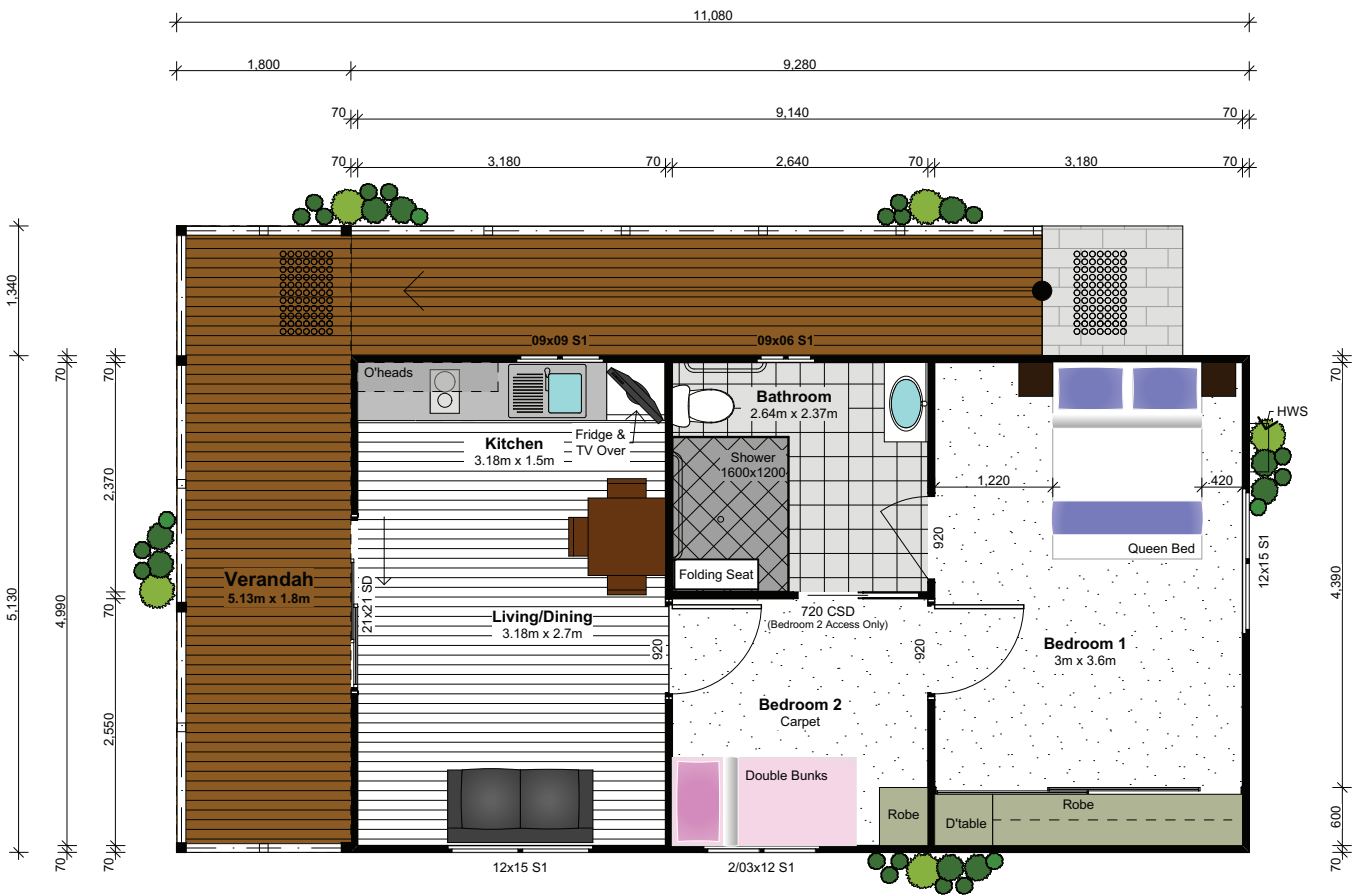 11,080
1,800
9,280
70
9,140
70
70
3,180
70
2,640
70
3,180
70
1,340
5,130
70
4,990
70
70
2,370
70
2,550
70
09x09 S1
09x06 S1
O'heads
Kitchen
3.18m x 1.5m
Fridge &
TV Over
Bathroom
2.64m x 2.37m
Shower
1600x1200
Folding Seat
920
1,220
420
Queen Bed
HWS
12x15 S1
70
4,390
600
70
Verandah
5.13m x 1.8m
21x21 SD
Living/Dining
3.18m x 2.7m
920
720 CSD
(Bedroom 2 Access Only)
920
Bedroom 1
3m x 3.6m
Bedroom 2
Carpet
Double Bunks
Robe
D'table
Robe
12x15 S1
2/03x12 S1